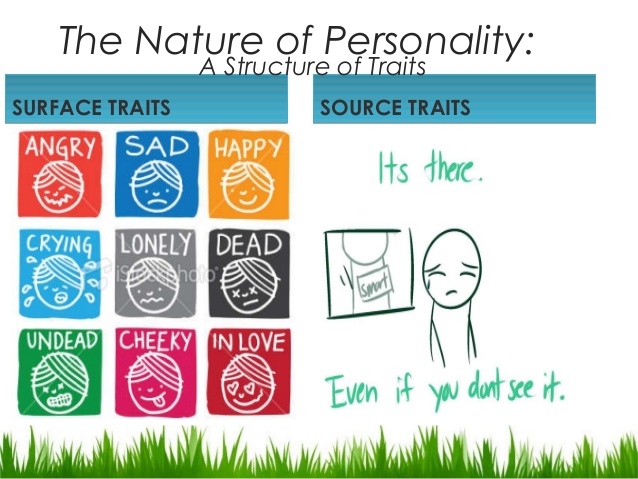 The Nature of Personality:
A Structure of Traits
SURFACE TRAITS
SOURCE TRAITS
ANGRY SAD HAPPY
CRYING LONELY DEAD
iStockphoto
UNDEAD CHEEKY IN LOVE
Its there.
smart
Even if you dont see it.